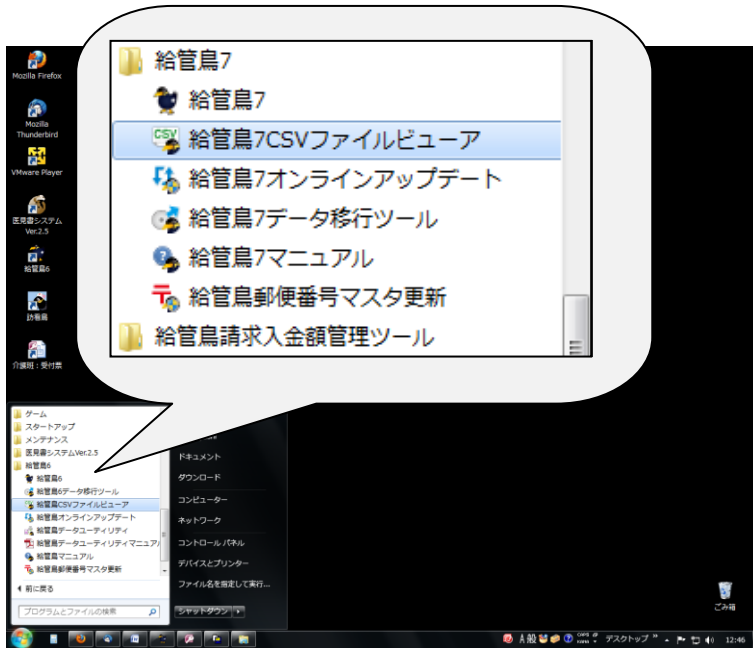 給管鳥7
給管鳥7
CSV
給管鳥7CSVファイルビューア
給管鳥7オンラインアップデート
給管鳥7データ移行ツール
給管鳥7マニュアル
給管鳥郵便番号マスタ更新
給管鳥請求入金額管理ツール
Mozilla Firefox
Mozilla
Thunderbird
VMware Player
医見書システム
Ver.2.5
給管鳥6
訪看鳥
介護班：受付票
ゲーム
スタートアップ
メンテナンス
医見書システムVer.2.5
給管鳥6
給管鳥6
給管鳥6データ移行ツール
給管鳥CSVファイルビューア
給管鳥オンラインアップデート
給管鳥データユーティリティ
給管鳥データユーティリティマニュアル
給管鳥マニュアル
給管鳥郵便番号マスタ更新
前に戻る
プログラムとファイルの検索
ドキュメント
ダウンロード
コンピューター
ネットワーク
コントロール パネル
デバイスとプリンター
ファイル名を指定して実行...
シャットダウン
ごみ箱
A 般
CAPS
KANA
デスクトップ
12:46